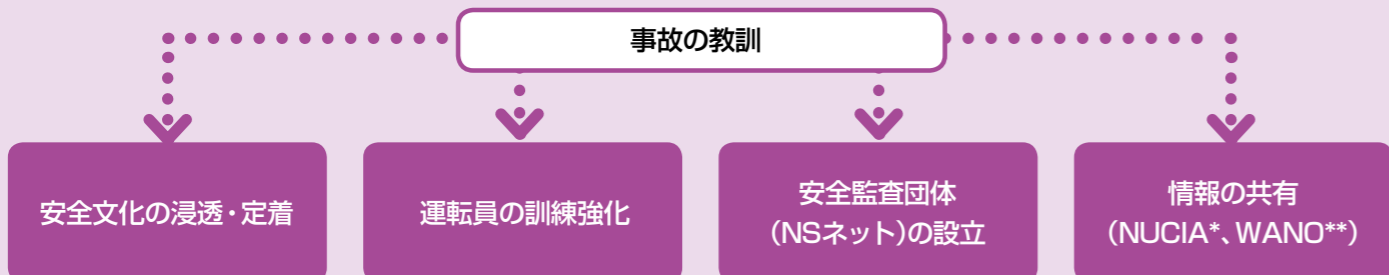 事故の教訓
安全文化の浸透・定着
運転員の訓練強化
安全監査団体
(NSネット)の設立
情報の共有
(NUCIA*、WANO**)